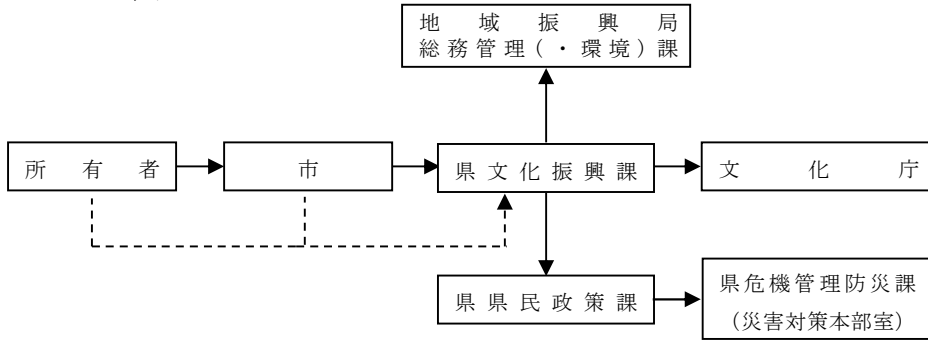 地域振興局
総務管理(・環境)課
所有者
市
県文化振興課
文化庁
県県民政策課
県危機管理防災課
(災害対策本部室)